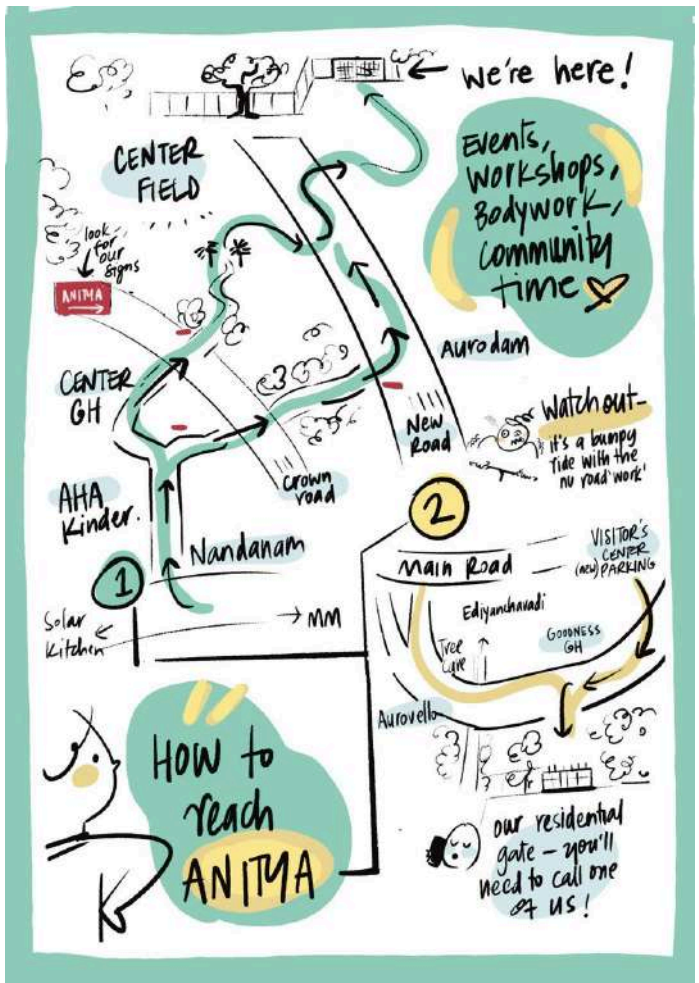 we're here!
CENTER
FIELD
Events,
Workshops,
Bodywork,
community
time
look
for
our
signs
ANITYA
CENTER
GH
Aurodam
New
Road
Watch out-
it's a bumpy
ride with the
nu road 'work'
Crown
road
AHA
Kinder.
Nandanam
1
Solar
Kitchen
MM
2
Main Road
VISITOR'S
CENTER
(new) PARKING
Ediyanchavadi
GOODNESS
GH
Tree
Care
Aurovelo
HOW to
reach
ANITYA
our residential
gate – you'll
need to call one
of us!